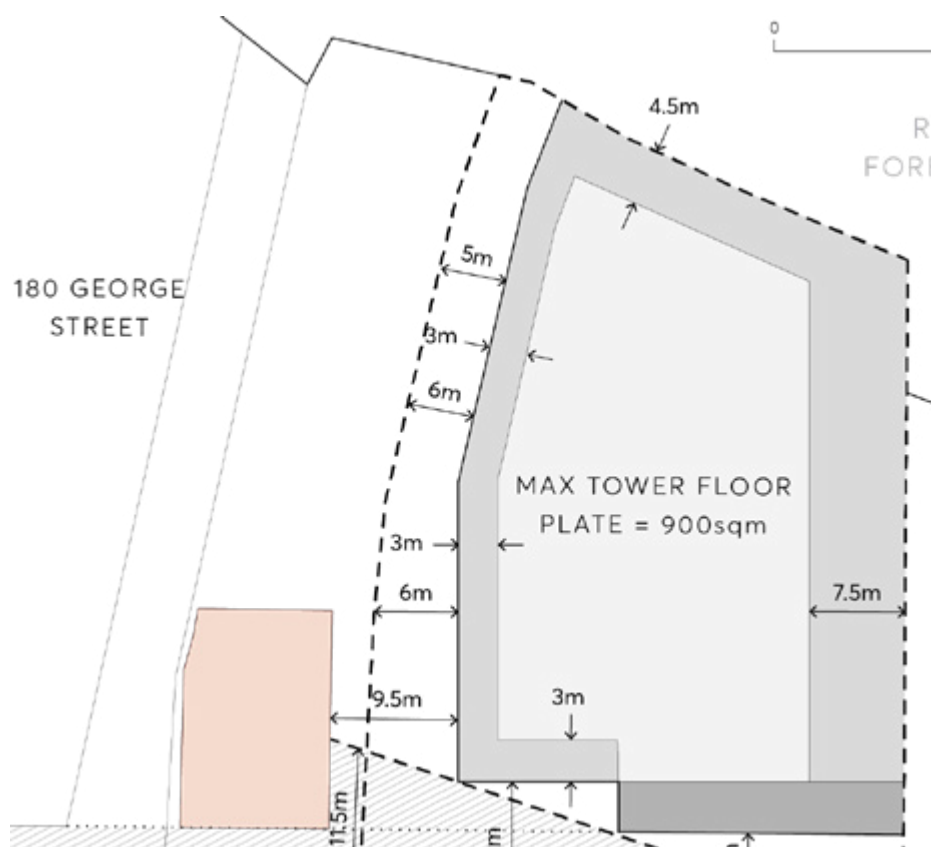 0
4.5m
R
FORE
180 GEORGE
STREET
5m
3m
6m
MAX TOWER FLOOR
PLATE = 900sqm
3m
6m
7.5m
9.5m
3m
11.5m
m